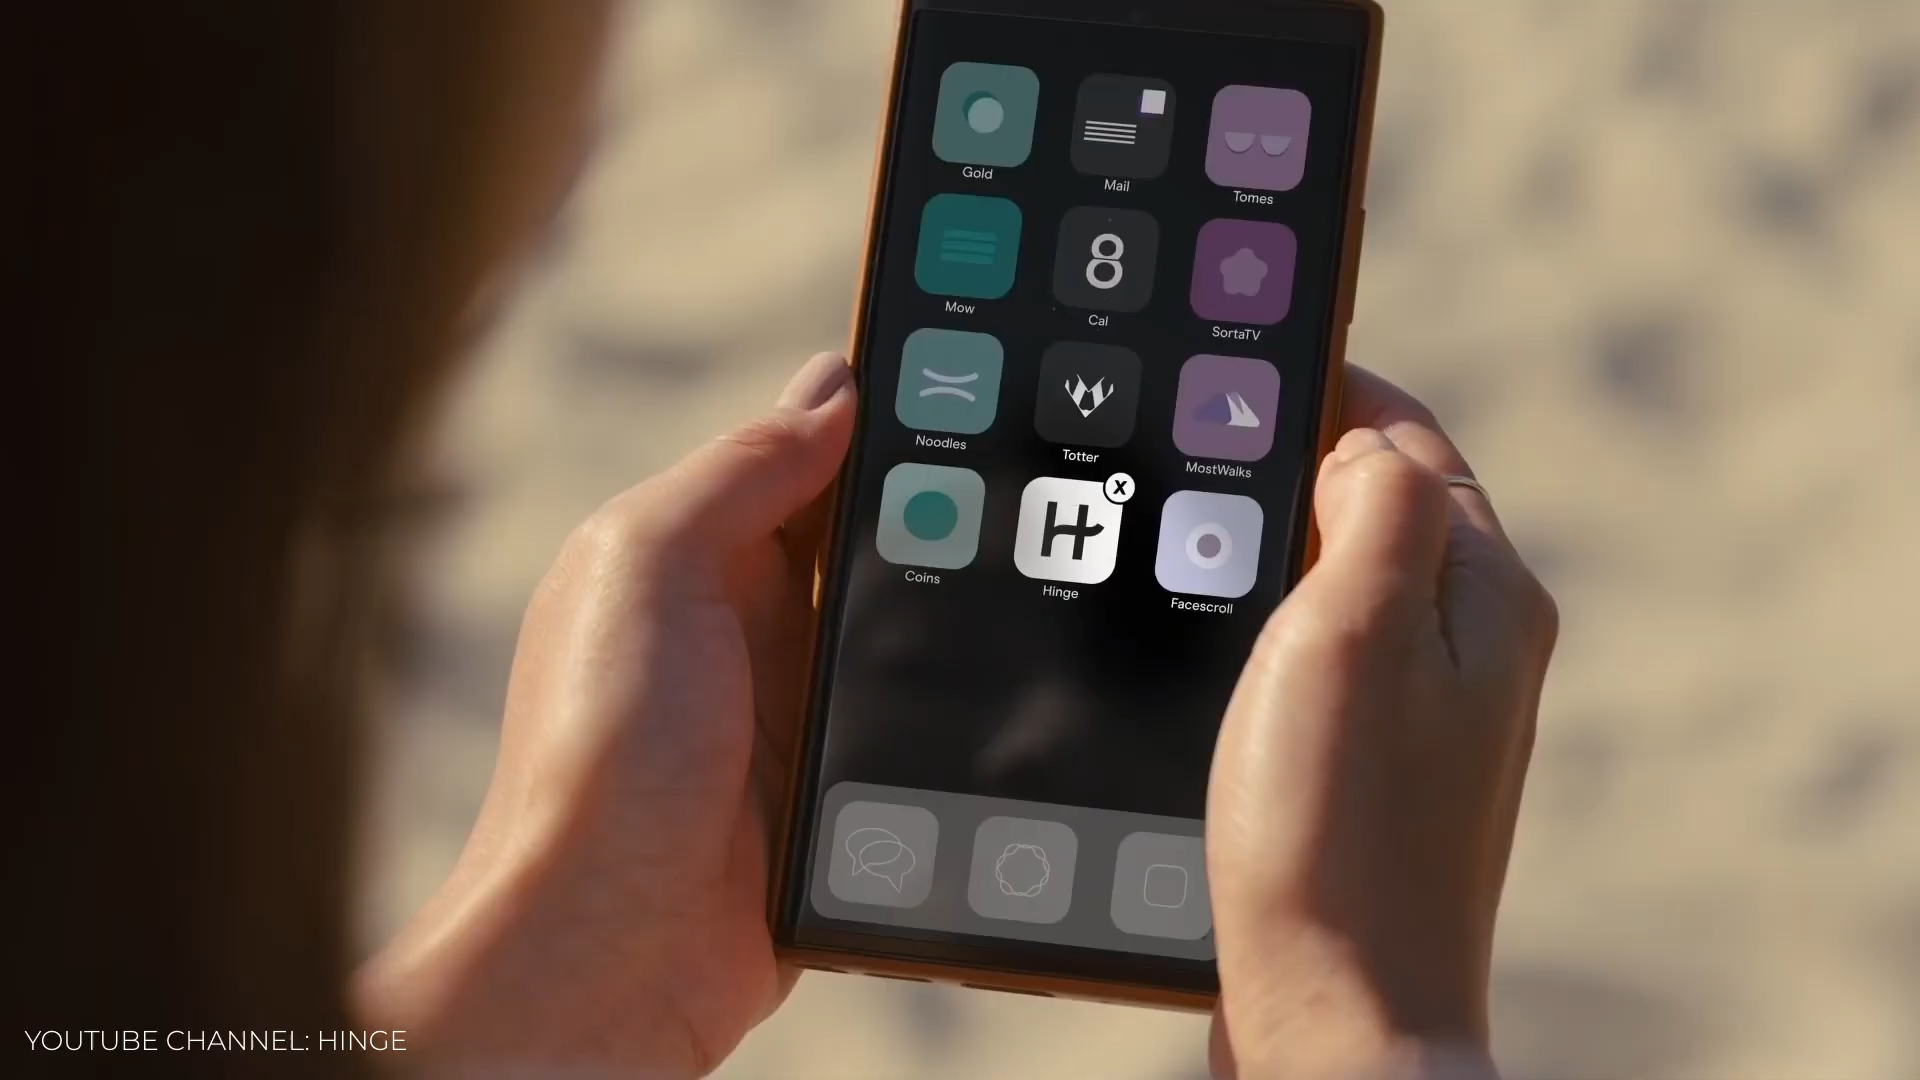 Gold
Mail
Tomes
Mow
8
Cal
SortaTV
Noodles
Totter
MostWalks
X
H
Coins
Hinge
Facescroll
YOUTUBE CHANNEL: HINGE